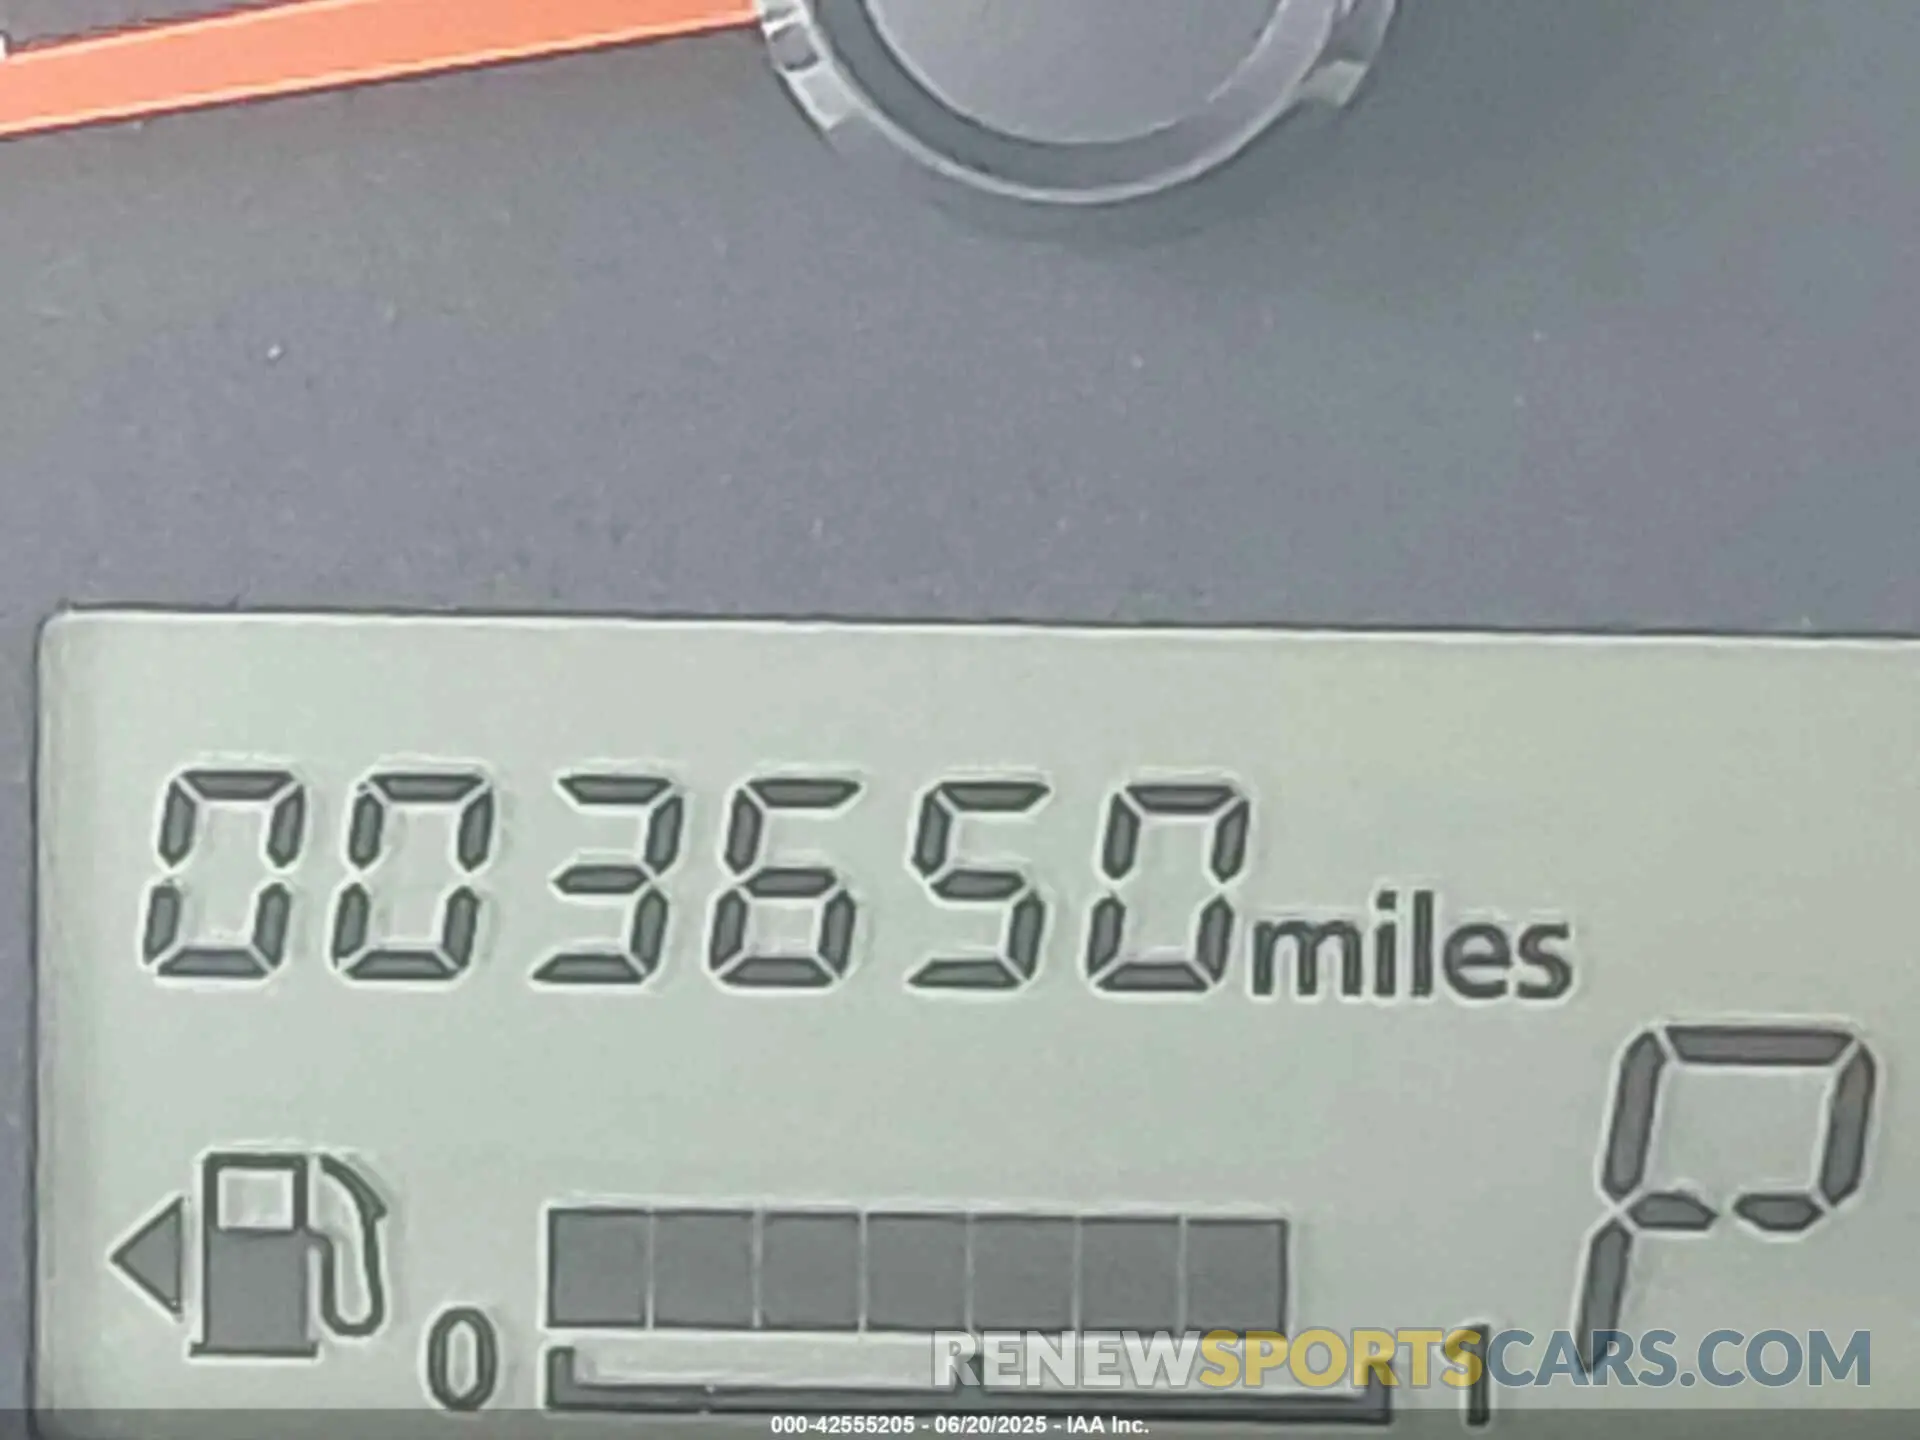 003650 miles
P
0 1
RENEWSPORTSCARS.COM
000-42555205 - 06/20/2025 - IAA Inc.